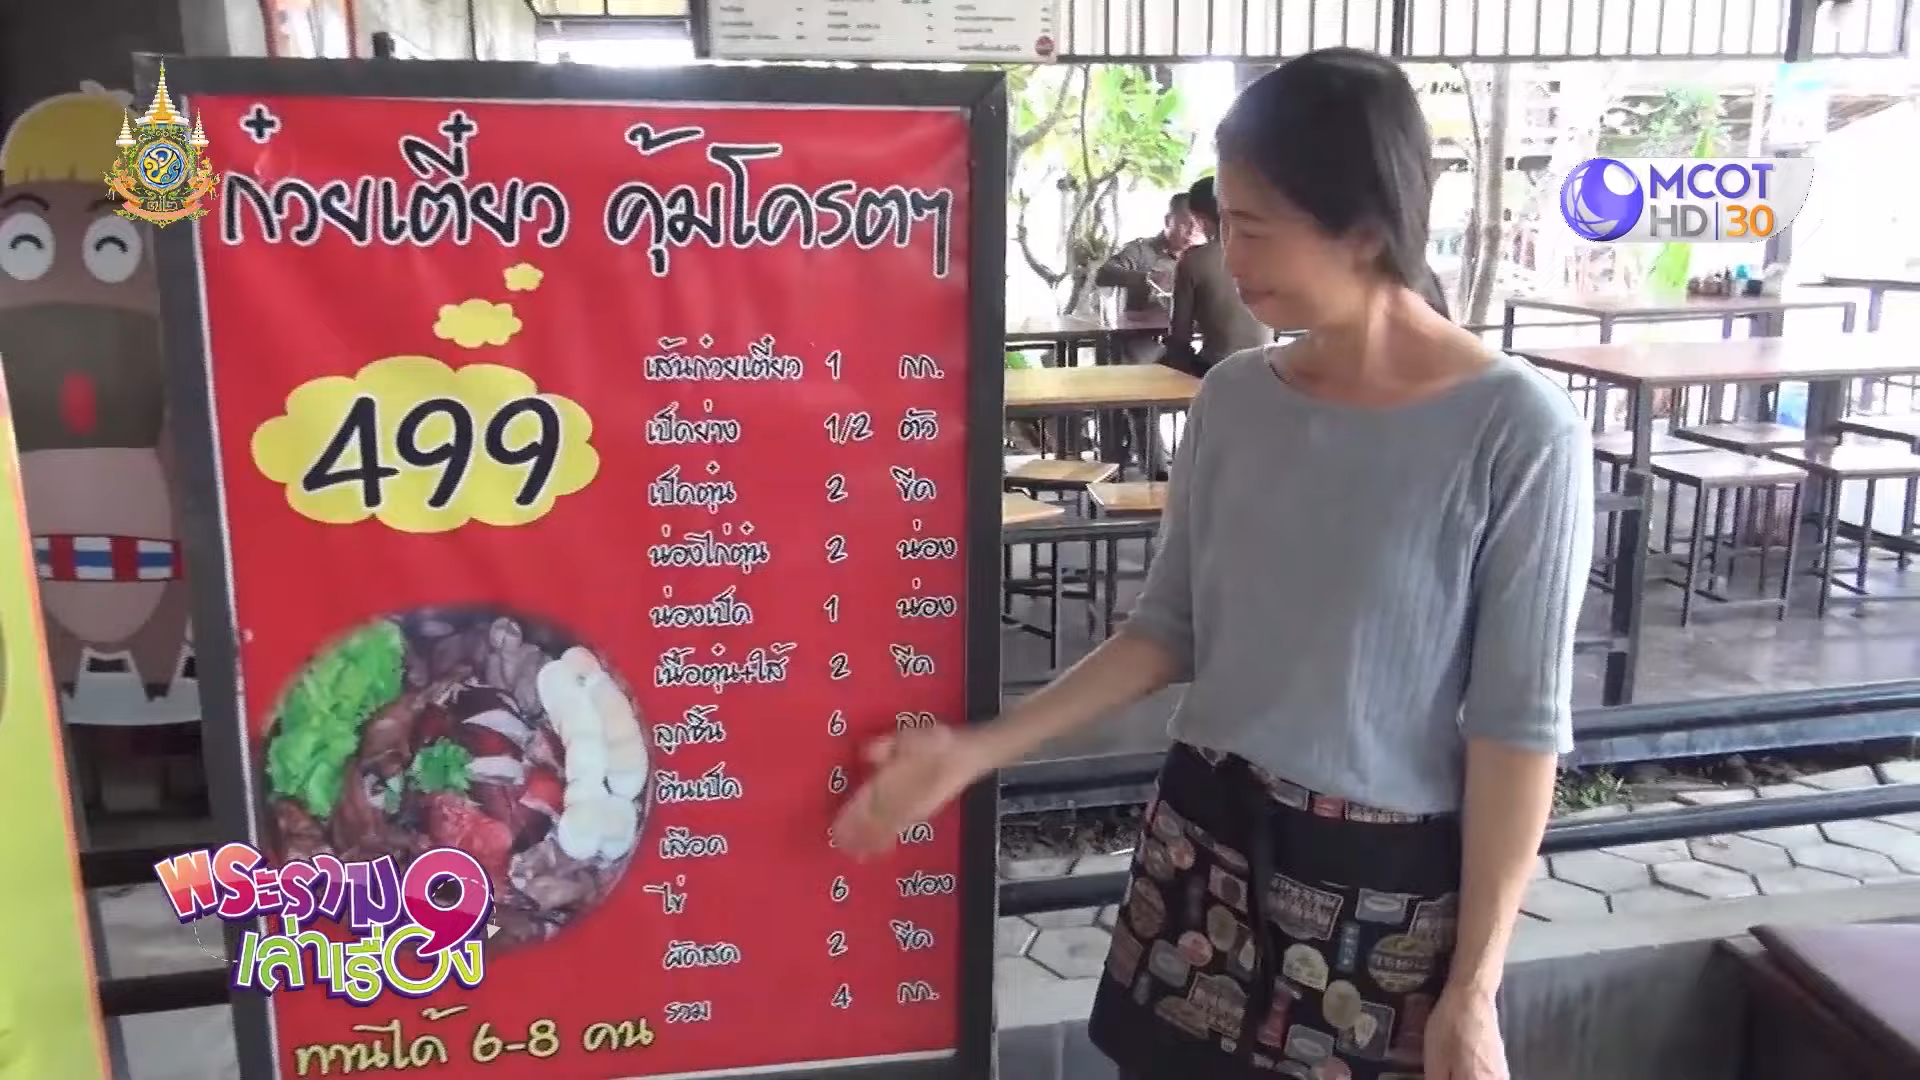 ก๋วยเตี๋ยว คุ้มโครตๆ
499
เส้นก๋วยเตี๋ยว 1 กก.
เป็ดย่าง 1/2 ตัว
เป็ดตุ๋น 2 ขีด
น่องไก่ตุ๋น 2 น่อง
น่องเป็ด 1 น่อง
เนื้อตุ๋น+ไส้ 2 ขีด
ลูกชิ้น 6 ลูก
ตีนเป็ด 6
เลือด ขีด
ไข่ 6 ฟอง
ผักสด 2 ขีด
รวม 4 กก.
ทานได้ 6-8 คน
MCOT
HD 30
พระราม ๙
เล่าเรื่อง